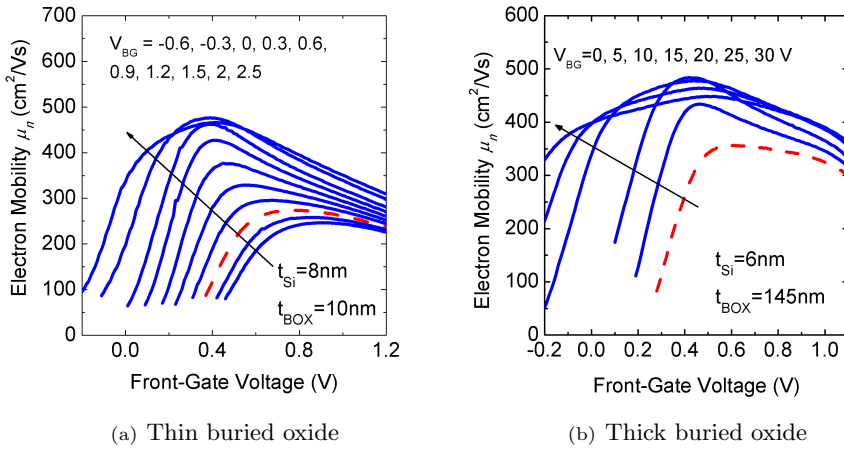 700
600
500
400
300
200
100
0
Electron Mobility μn (cm²/Vs)
VBG = -0.6, -0.3, 0, 0.3, 0.6,
0.9, 1.2, 1.5, 2, 2.5
tSi=8nm
tBOX=10nm
0.0 0.4 0.8 1.2
Front-Gate Voltage (V)
(a) Thin buried oxide
600
500
400
300
200
100
0
Electron Mobility μn (cm²/Vs)
VBG=0, 5, 10, 15, 20, 25, 30 V
tSi=6nm
tBOX=145nm
-0.2 0.0 0.2 0.4 0.6 0.8 1.0
Front-Gate Voltage (V)
(b) Thick buried oxide